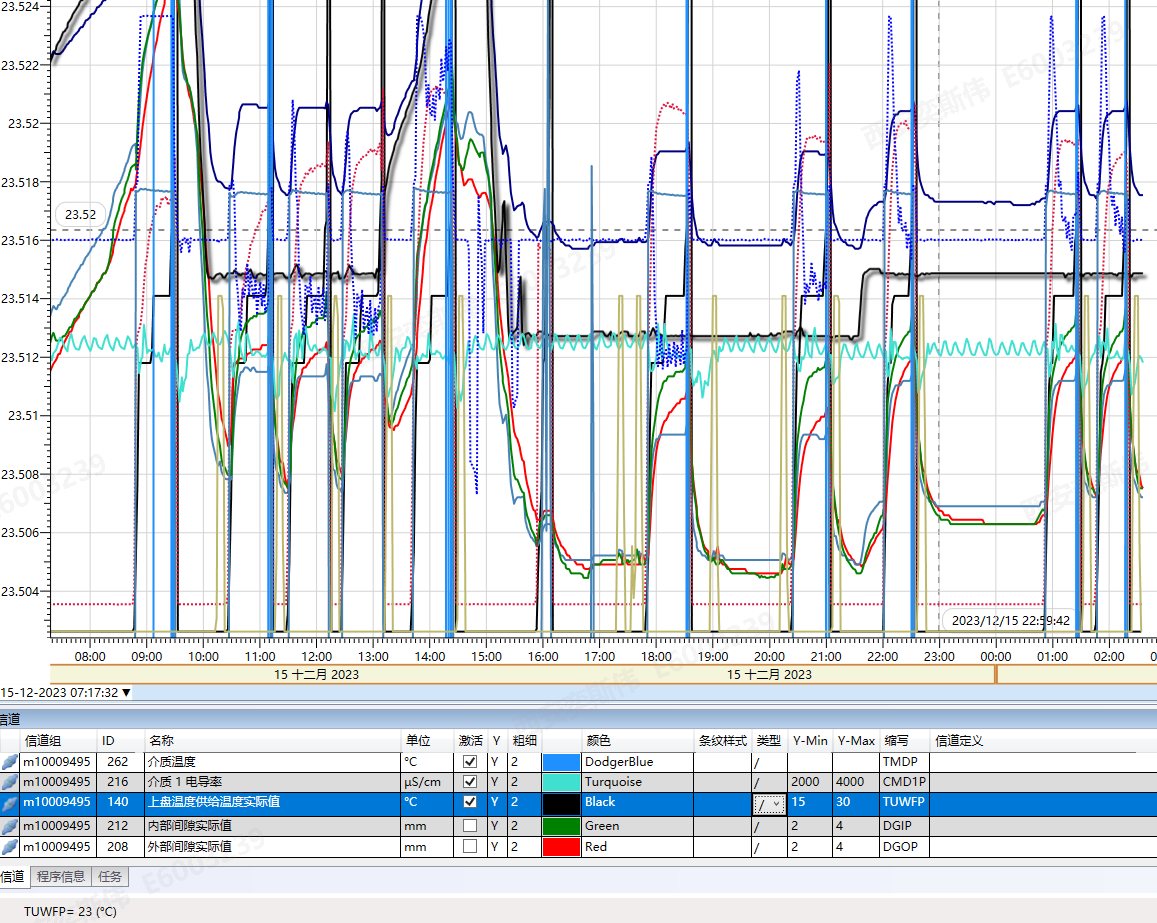 23.524
23.522
23.52
23.518
23.52
23.516
23.514
23.512
23.51
23.508
23.506
23.504
2023/12/15 22:59:42
08:00 09:00 10:00 11:00 12:00 13:00 14:00 15:00 16:00 17:00 18:00 19:00 20:00 21:00 22:00 23:00 00:00 01:00 02:00
15 十二月 2023 15 十二月 2023
15-12-2023 07:17:32 ▼
信道
信道组 ID 名称 单位 激活 Y 粗细 颜色 条纹样式 类型 Y-Min Y-Max 缩写 信道定义
m10009495 262 介质温度 °C Y 2 DodgerBlue / TMDP
m10009495 216 介质 1 电导率 µS/cm Y 2 Turquoise / 2000 4000 CMD1P
m10009495 140 上盘温度供给温度实际值 °C Y 2 Black / 15 30 TUWFP
m10009495 212 内部间隙实际值 mm Y 2 Green / 2 4 DGIP
m10009495 208 外部间隙实际值 mm Y 2 Red / 2 4 DGOP
信道 程序信息 任务
TUWFP= 23 (°C)
E6003239